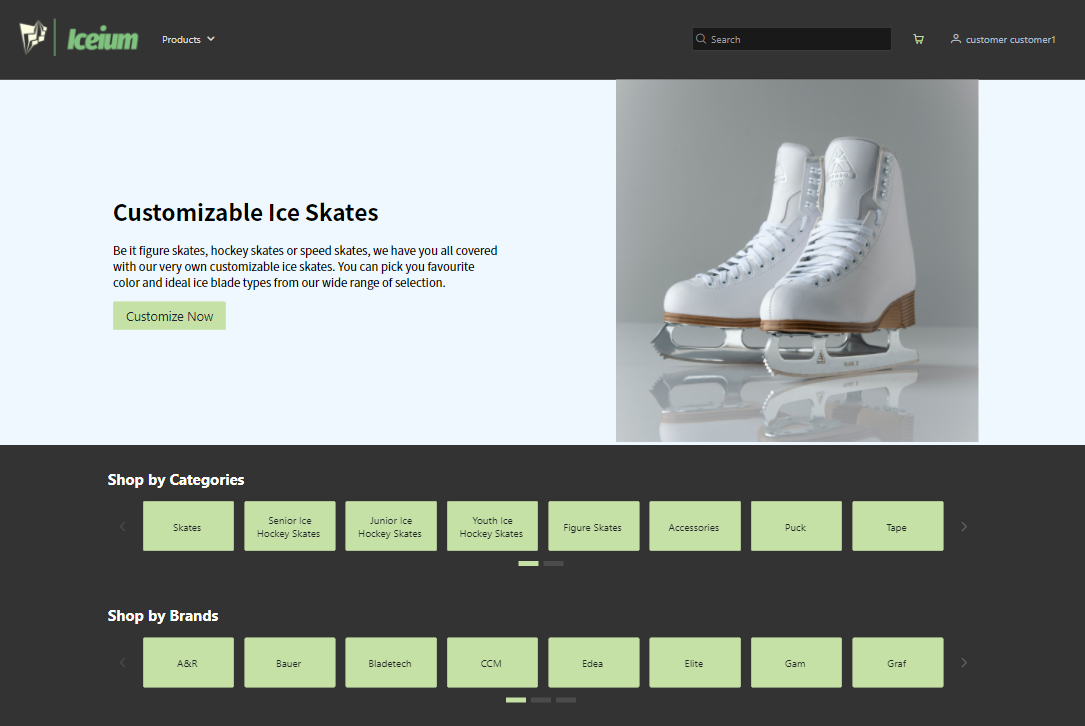 Iceium
Products
Search
customer customer1
Customizable Ice Skates
Be it figure skates, hockey skates or speed skates, we have you all covered
with our very own customizable ice skates. You can pick you favourite
color and ideal ice blade types from our wide range of selection.
Customize Now
Shop by Categories
Skates
Senior Ice
Hockey Skates
Junior Ice
Hockey Skates
Youth Ice
Hockey Skates
Figure Skates
Accessories
Puck
Tape
Shop by Brands
A&R
Bauer
Bladetech
CCM
Edea
Elite
Gam
Graf